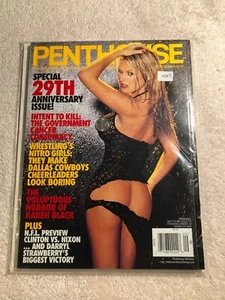 PENTHOUSE
SPECIAL
29TH
ANNIVERSARY
ISSUE!
INTENT TO KILL:
THE GOVERNMENT
CANCER
CONSPIRACY
WRESTLING'S
NITRO GIRLS:
THEY MAKE
DALLAS COWBOYS
CHEERLEADERS
LOOK BORING
THE
VOLUPTUOUS
HORROR OF
KAREN BLACK
PLUS
N.F.L. PREVIEW
CLINTON VS. NIXON
... AND DARRYL
STRAWBERRY'S
BIGGEST VICTORY